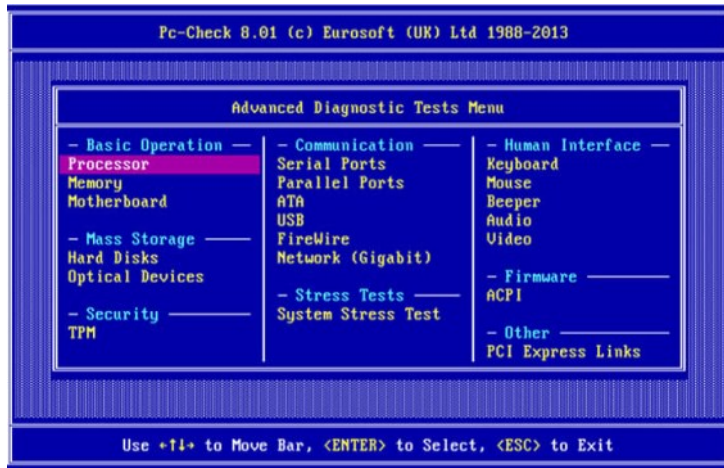 Pc-Check 8.01 (c) Eurosoft (UK) Ltd 1988-2013
Advanced Diagnostic Tests Menu
- Basic Operation -
Processor
Memory
Motherboard
- Mass Storage -
Hard Disks
Optical Devices
- Security -
TPM
- Communication -
Serial Ports
Parallel Ports
ATA
USB
FireWire
Network (Gigabit)
- Stress Tests -
System Stress Test
- Human Interface -
Keyboard
Mouse
Beeper
Audio
Video
- Firmware -
ACPI
- Other -
PCI Express Links
Use ←↑↓→ to Move Bar, <ENTER> to Select, <ESC> to Exit